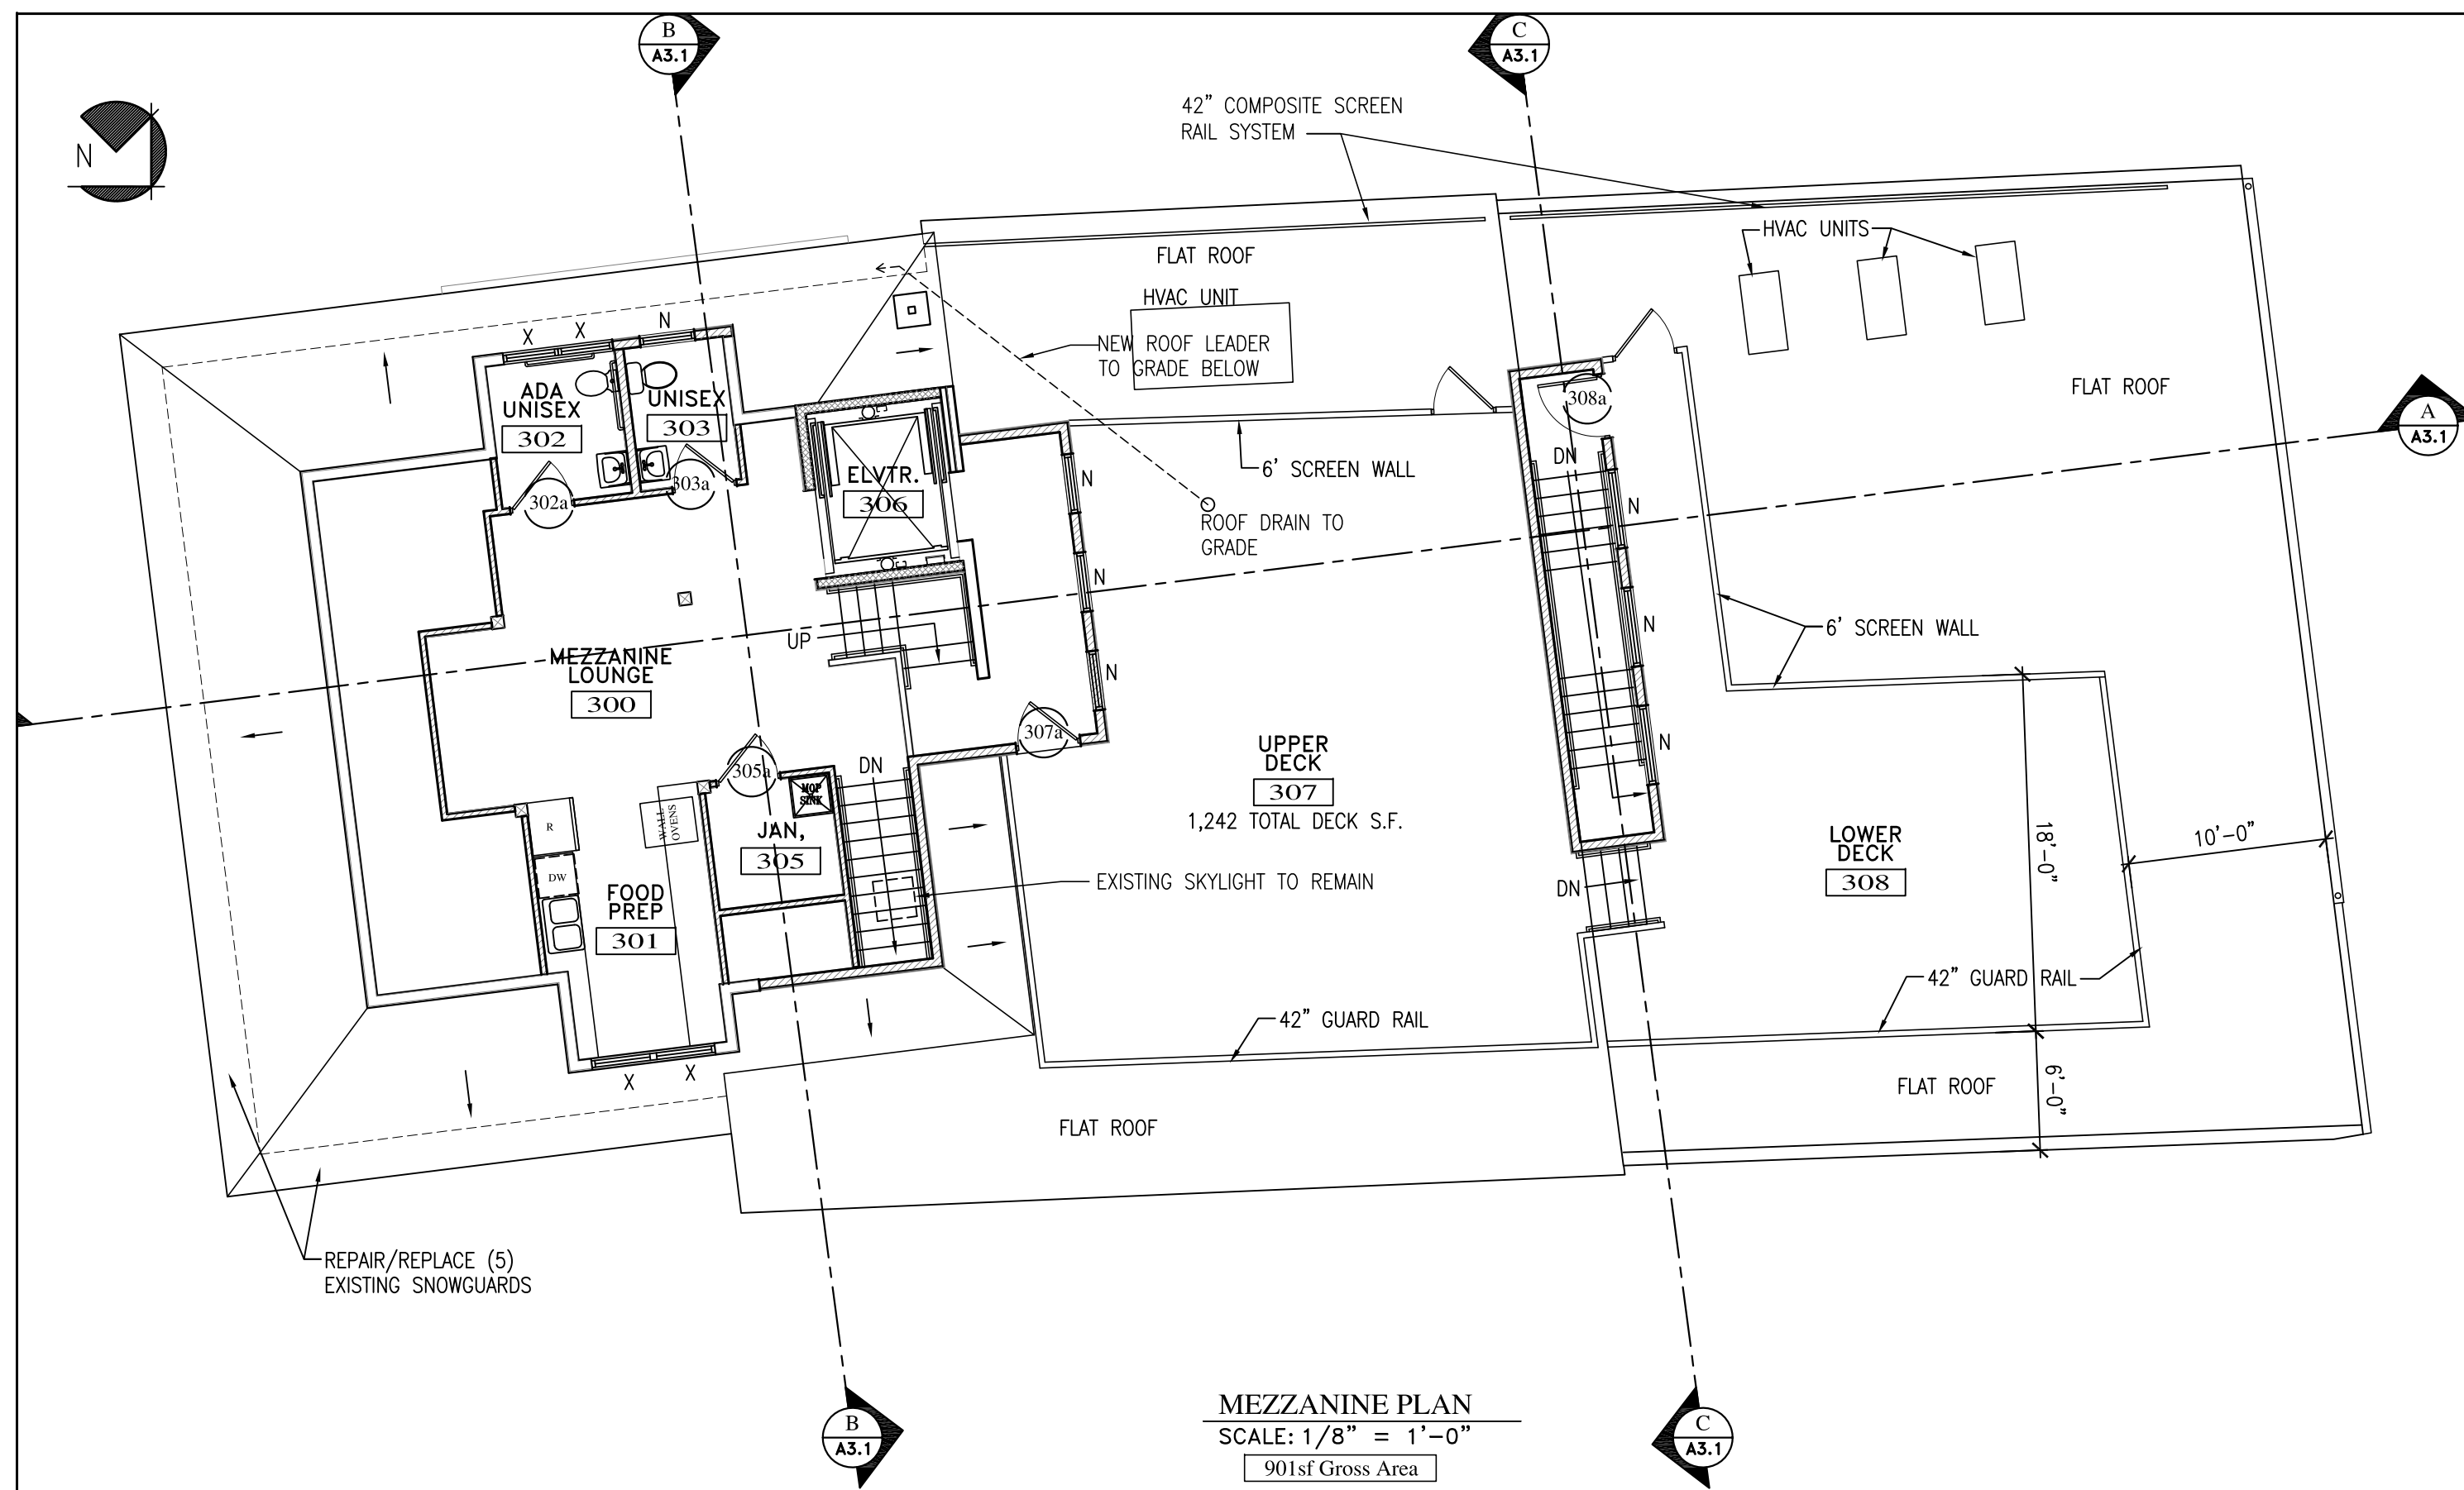 B
A3.1
C
A3.1
N
42" COMPOSITE SCREEN
RAIL SYSTEM
HVAC UNITS
FLAT ROOF
HVAC UNIT
NEW ROOF LEADER
TO GRADE BELOW
FLAT ROOF
X
X
N
ADA
UNISEX
302
UNISEX
303
308a
A
A3.1
302a
303a
ELVTR.
306
N
6' SCREEN WALL
DN
N
ROOF DRAIN TO
GRADE
N
UP
N
6' SCREEN WALL
MEZZANINE
LOUNGE
300
N
307a
N
UPPER
DECK
307
1,242 TOTAL DECK S.F.
305a
DN
MOP
SINK
WALL
OVENS
R
JAN,
305
DW
FOOD
PREP
301
EXISTING SKYLIGHT TO REMAIN
DN
LOWER
DECK
308
18'-0"
10'-0"
42" GUARD RAIL
42" GUARD RAIL
6'-0"
X
X
FLAT ROOF
FLAT ROOF
REPAIR/REPLACE (5)
EXISTING SNOWGUARDS
B
A3.1
MEZZANINE PLAN
SCALE: 1/8" = 1'-0"
901sf Gross Area
C
A3.1